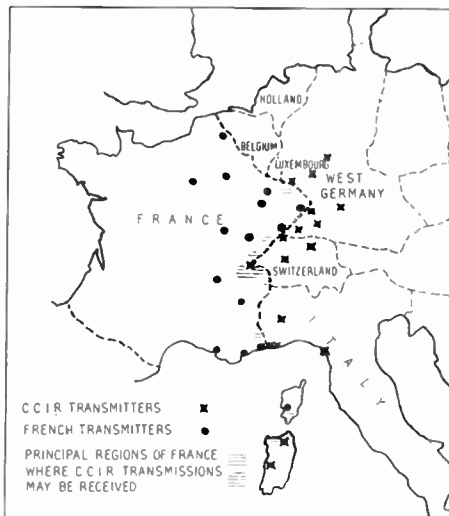 HOLLAND
BELGIUM
LUXEMBOURG
WEST
GERMANY
FRANCE
SWITZERLAND
ITALY
CCIR TRANSMITTERS
FRENCH TRANSMITTERS
PRINCIPAL REGIONS OF FRANCE
WHERE CCIR TRANSMISSIONS
MAY BE RECEIVED